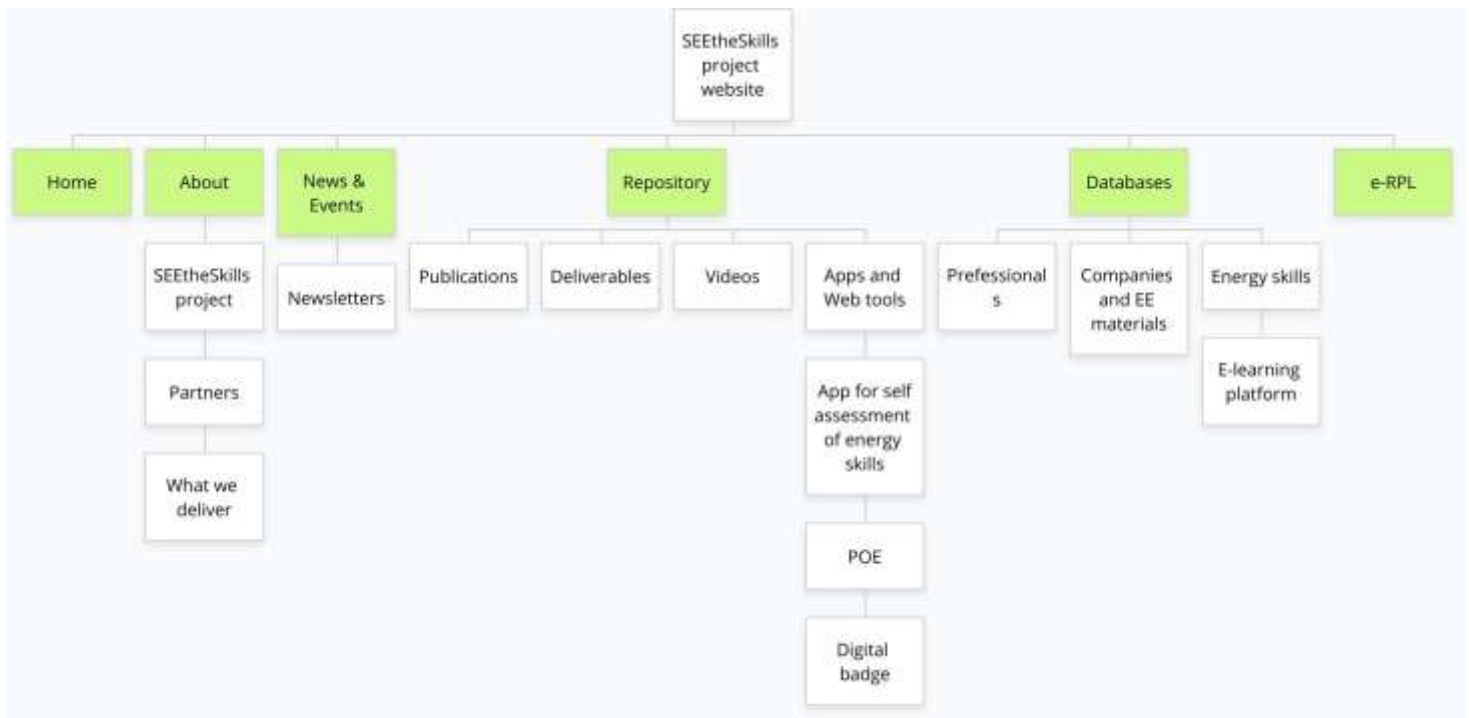 SEEtheSkills
project
website
Home
About
News &
Events
Repository
Databases
e-RPL
SEEtheSkills
project
Partners
What we
deliver
Newsletters
Publications
Deliverables
Videos
Apps and
Web tools
App for self
assessment
of energy
skills
POE
Digital
badge
Prefessional
s
Companies
and EE
materials
Energy skills
E-learning
platform